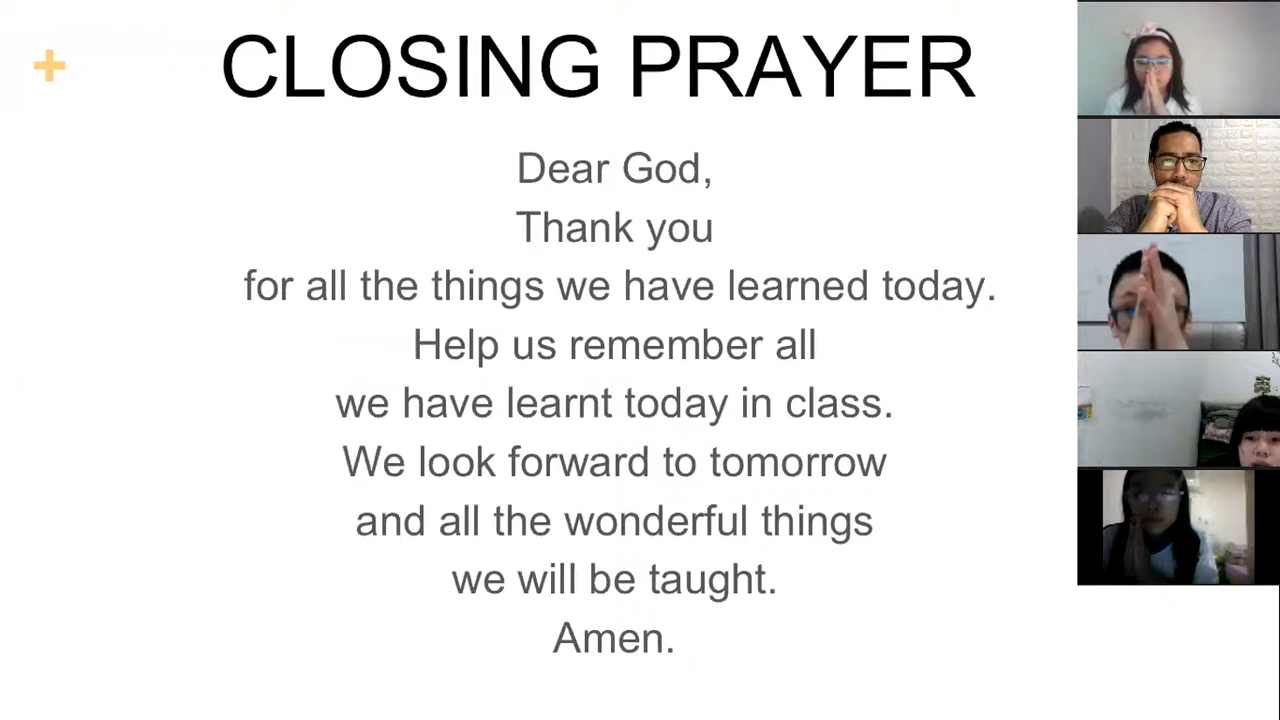 CLOSING PRAYER
Dear God,
Thank you
for all the things we have learned today.
Help us remember all
we have learnt today in class.
We look forward to tomorrow
and all the wonderful things
we will be taught.
Amen.